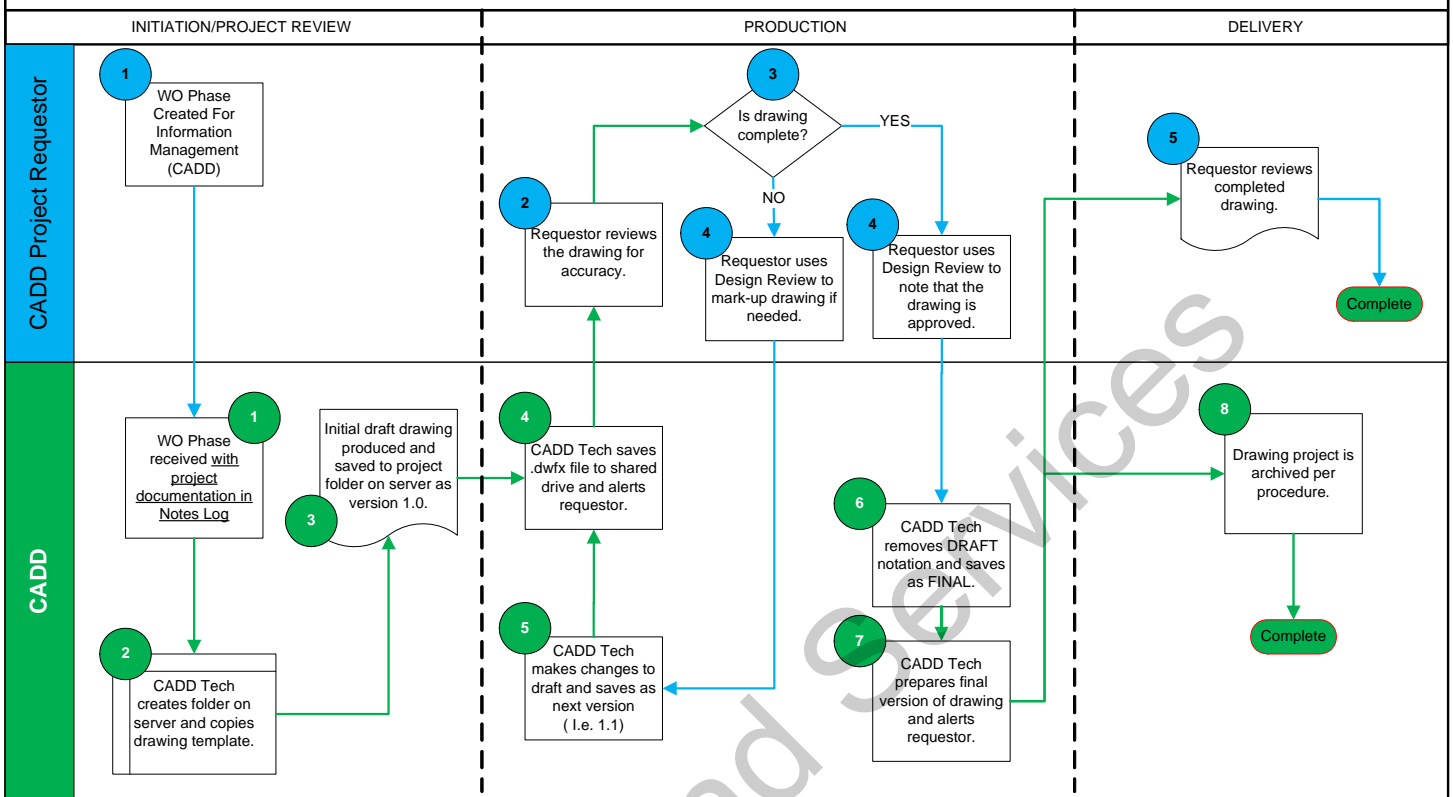 INITIATION/PROJECT REVIEW
PRODUCTION
DELIVERY
CADD Project Requestor
1
WO Phase
Created For
Information
Management
(CADD)
2
Requestor reviews
the drawing for
accuracy.
3
Is drawing
complete?
YES
NO
4
Requestor uses
Design Review to
mark-up drawing if
needed.
4
Requestor uses
Design Review to
note that the
drawing is
approved.
5
Requestor reviews
completed
drawing.
Complete
CADD
1
WO Phase
received with
project
documentation in
Notes Log
2
CADD Tech
creates folder on
server and copies
drawing template.
3
Initial draft drawing
produced and
saved to project
folder on server as
version 1.0.
4
CADD Tech saves
.dwfx file to shared
drive and alerts
requestor.
5
CADD Tech
makes changes to
draft and saves as
next version
( I.e. 1.1)
6
CADD Tech
removes DRAFT
notation and saves
as FINAL.
7
CADD Tech
prepares final
version of drawing
and alerts
requestor.
8
Drawing project is
archived per
procedure.
Complete
Services